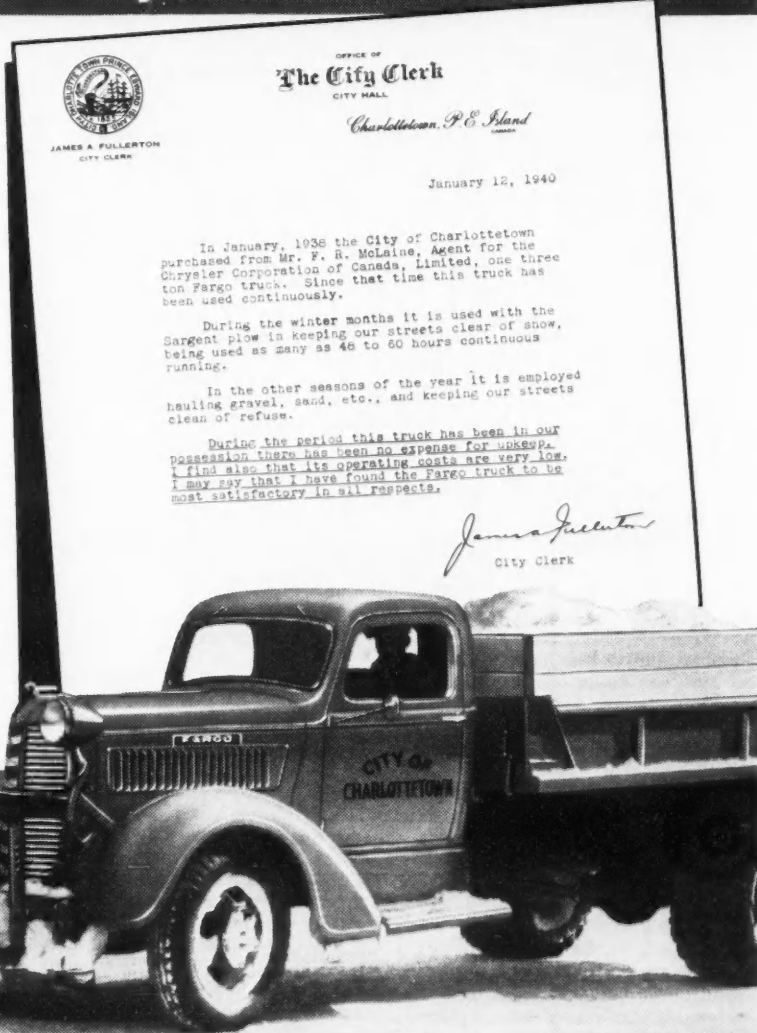 OFFICE OF
The City Clerk
CITY HALL
Charlottetown, P. E. Island
CANADA
JAMES A. FULLERTON
CITY CLERK
January 12, 1940
In January, 1938 the City of Charlottetown
purchased from Mr. F. R. McLaine, Agent for the
Chrysler Corporation of Canada, Limited, one three
ton Fargo truck. Since that time this truck has
been used continuously.
During the winter months it is used with the
Sargent plow in keeping our streets clear of snow,
being used as many as 48 to 60 hours continuous
running.
In the other seasons of the year it is employed
hauling gravel, sand, etc., and keeping our streets
clean of refuse.
During the period this truck has been in our
possession there has been no expense for upkeep.
I find also that its operating costs are very low.
I may say that I have found the Fargo truck to be
most satisfactory in all respects.
James A Fullerton
City Clerk
FARGO
CITY OF
CHARLOTTETOWN